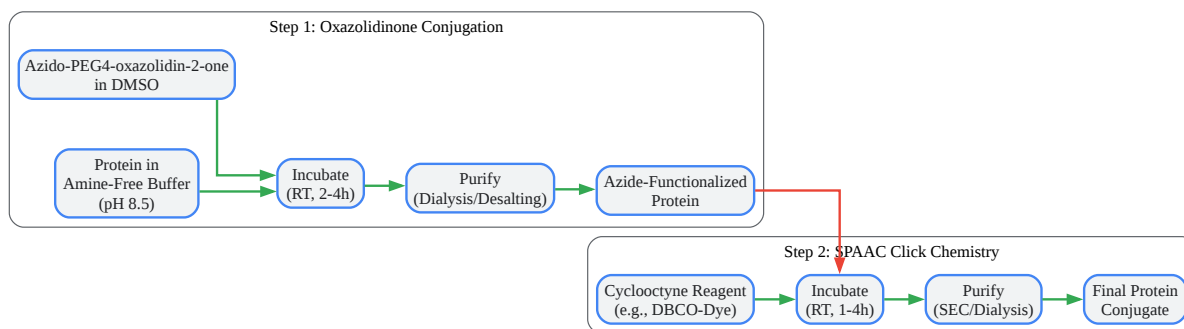 Step 1: Oxazolidinone Conjugation
Azido-PEG4-oxazolidin-2-one
in DMSO
Protein in
Amine-Free Buffer
(pH 8.5)
Incubate
(RT, 2-4h)
Purify
(Dialysis/Desalting)
Azide-Functionalized
Protein
Step 2: SPAAC Click Chemistry
Cyclooctyne Reagent
(e.g., DBCO-Dye)
Incubate
(RT, 1-4h)
Purify
(SEC/Dialysis)
Final Protein
Conjugate